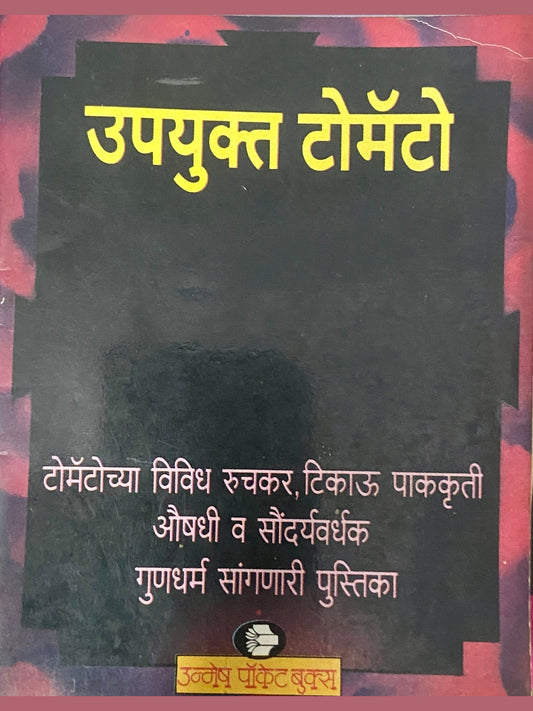 उपयुक्त टोमॅटो
टोमॅटोच्या विविध रुचकर, टिकाऊ पाककृती
औषधी व सौंदर्यवर्धक
गुणधर्म सांगणारी पुस्तिका
उन्मेष पॉकेट बुक्स